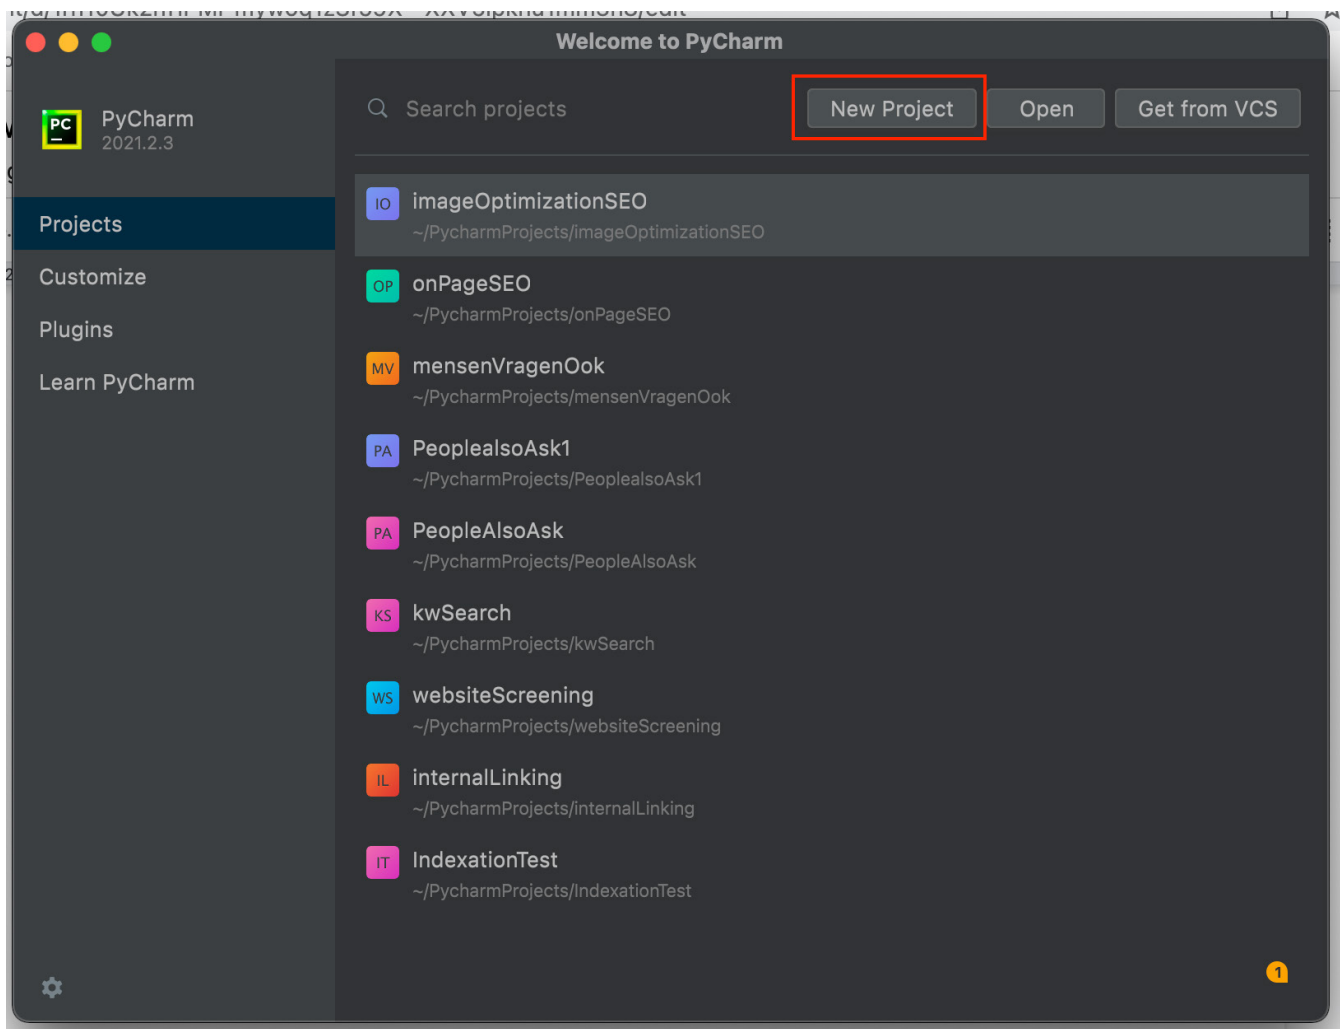 Welcome to PyCharm
PC
PyCharm
2021.2.3
Search projects
New Project
Open
Get from VCS
Projects
Customize
Plugins
Learn PyCharm
IO
imageOptimizationSEO
~/PycharmProjects/imageOptimizationSEO
OP
onPageSEO
~/PycharmProjects/onPageSEO
MV
mensenVragenOok
~/PycharmProjects/mensenVragenOok
PA
PeoplealsoAsk1
~/PycharmProjects/PeoplealsoAsk1
PA
PeopleAlsoAsk
~/PycharmProjects/PeopleAlsoAsk
KS
kwSearch
~/PycharmProjects/kwSearch
WS
websiteScreening
~/PycharmProjects/websiteScreening
IL
internalLinking
~/PycharmProjects/internalLinking
IT
IndexationTest
~/PycharmProjects/IndexationTest
1